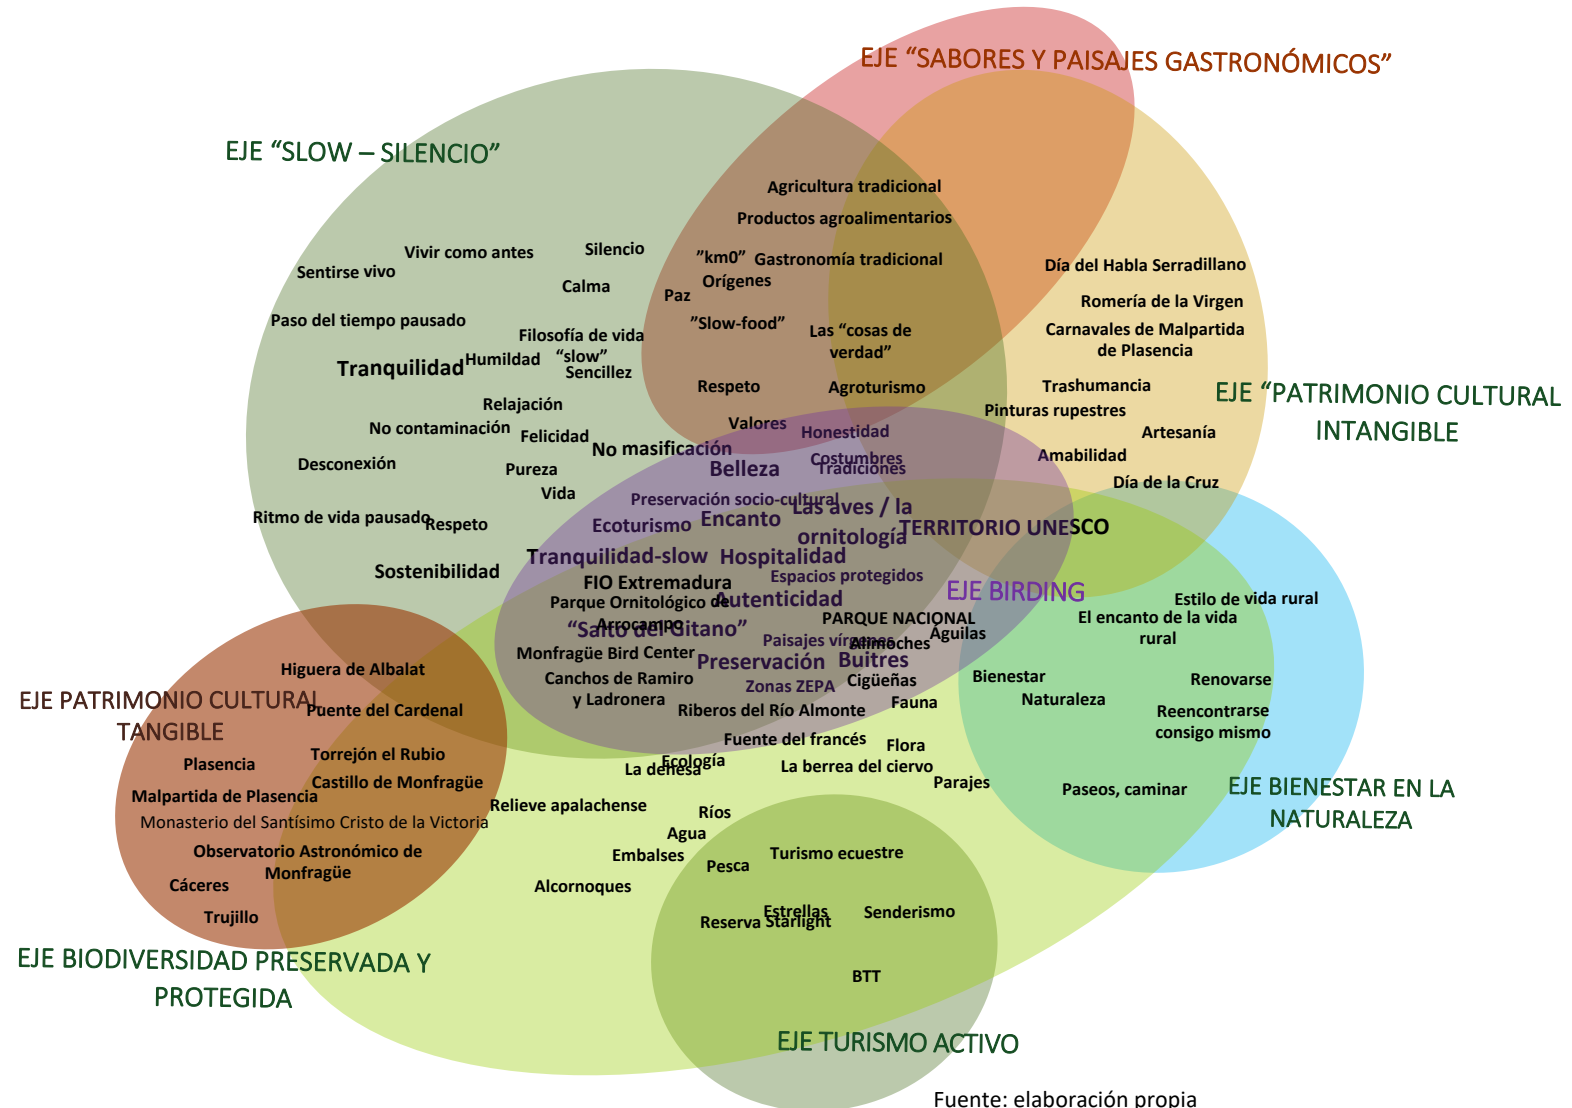 EJE “SABORES Y PAISAJES GASTRONÓMICOS”
EJE “SLOW – SILENCIO”
Agricultura tradicional
Productos agroalimentarios
Vivir como antes
Silencio
”km0”
Gastronomía tradicional
Sentirse vivo
Orígenes
Calma
Paz
Día del Habla Serradillano
Romería de la Virgen
Paso del tiempo pausado
”Slow-food”
Las “cosas de
verdad”
Carnavales de Malpartida
de Plasencia
Filosofía de vida
“slow”
Tranquilidad
Humildad
Sencillez
Respeto
Agroturismo
Trashumancia
EJE “PATRIMONIO CULTURAL
INTANGIBLE
Relajación
Pinturas rupestres
No contaminación
Felicidad
Valores
Honestidad
Artesanía
No masificación
Desconexión
Pureza
Belleza
Costumbres
Tradiciones
Amabilidad
Vida
Preservación socio-cultural
Día de la Cruz
Ritmo de vida pausado
Respeto
Ecoturismo
Encanto
Las aves / la
ornitología
TERRITORIO UNESCO
Tranquilidad-slow
Hospitalidad
Sostenibilidad
FIO Extremadura
Espacios protegidos
EJE BIRDING
Parque Ornitológico de
Arrocampo
Autenticidad
Estilo de vida rural
El encanto de la vida
rural
“Salto del Gitano”
PARQUE NACIONAL
Paisajes vírgenes
Alimoches
Águilas
Monfragüe Bird Center
Preservación
Buitres
Higuera de Albalat
Canchos de Ramiro
y Ladronera
Zonas ZEPA
Cigüeñas
Bienestar
Renovarse
EJE PATRIMONIO CULTURAL
TANGIBLE
Puente del Cardenal
Riberos del Río Almonte
Fauna
Naturaleza
Reencontrarse
consigo mismo
Fuente del francés
Flora
Torrejón el Rubio
Plasencia
Ecología
La dehesa
La berrea del ciervo
Castillo de Monfragüe
Parajes
Paseos, caminar
EJE BIENESTAR EN LA
NATURALEZA
Malpartida de Plasencia
Relieve apalachense
Ríos
Monasterio del Santísimo Cristo de la Victoria
Agua
Observatorio Astronómico de
Monfragüe
Embalses
Pesca
Turismo ecuestre
Cáceres
Alcornoques
Trujillo
Estrellas
Reserva Starlight
Senderismo
EJE BIODIVERSIDAD PRESERVADA Y
PROTEGIDA
BTT
EJE TURISMO ACTIVO
Fuente: elaboración propia